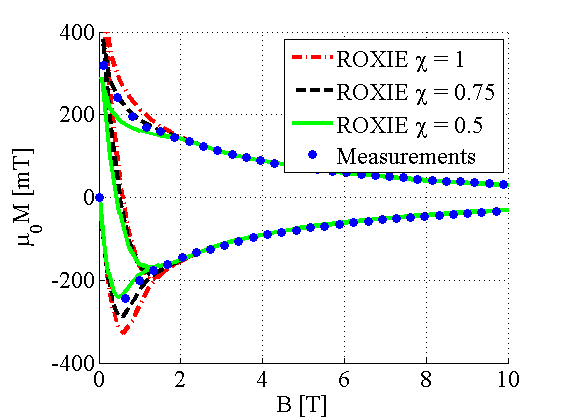 400
ROXIE χ = 1
ROXIE χ = 0.75
ROXIE χ = 0.5
Measurements
200
0
-200
-400
μ0M [mT]
0 2 4 6 8 10
B [T]